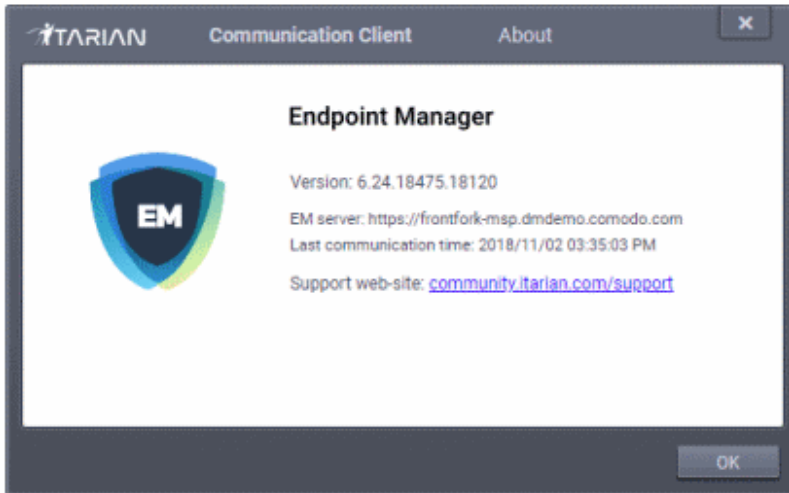 ITARIAN Communication Client About
Endpoint Manager
EM
Version: 6.24.18475.18120
EM server: https://frontfork-msp.dmdemo.comodo.com
Last communication time: 2018/11/02 03:35:03 PM
Support web-site: community.itarian.com/support
OK